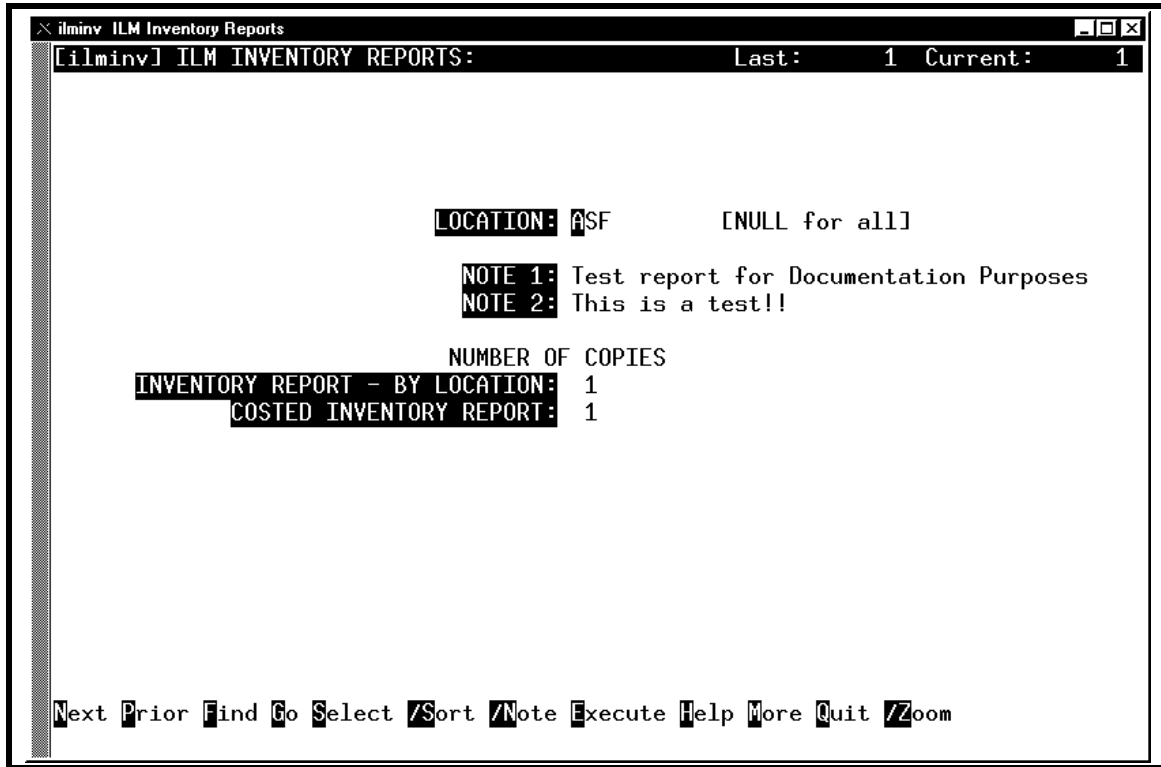 ilminv ILM Inventory Reports
[ilminv] ILM INVENTORY REPORTS: Last: 1 Current: 1
LOCATION: ASF [NULL for all]
NOTE 1: Test report for Documentation Purposes
NOTE 2: This is a test!!
NUMBER OF COPIES
INVENTORY REPORT - BY LOCATION: 1
COSTED INVENTORY REPORT: 1
Next Prior Find Go Select /Sort /Note Execute Help More Quit /Zoom